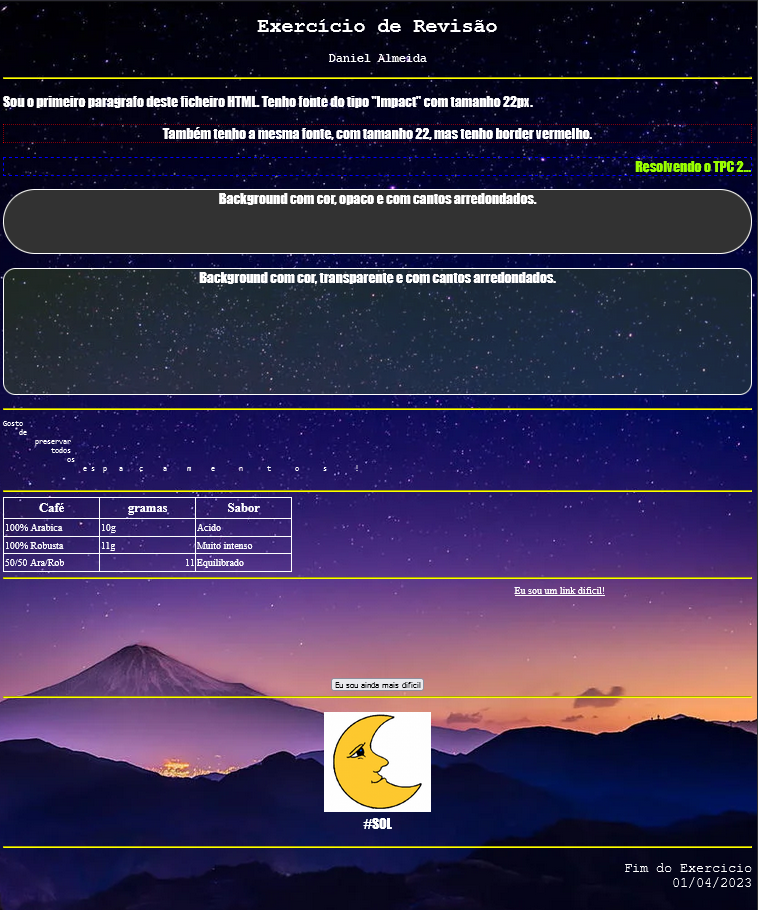 Exercício de Revisão
Daniel Almeida
Sou o primeiro paragrafo deste ficheiro HTML. Tenho fonte do tipo "Impact" com tamanho 22px.
Também tenho a mesma fonte, com tamanho 22, mas tenho border vermelho.
Resolvendo o TPC 2...
Background com cor, opaco e com cantos arredondados.
Background com cor, transparente e com cantos arredondados.
Gosto
de
preservar
todos
os
e s p a ç a m e n t o s !
Café gramas Sabor
100% Arabica 10g Acido
100% Robusta 11g Muito intenso
50/50 Ara/Rob 11 Equilibrado
Eu sou um link dificil!
Eu sou ainda mais dificil
#SOL
Fim do Exercicio
01/04/2023